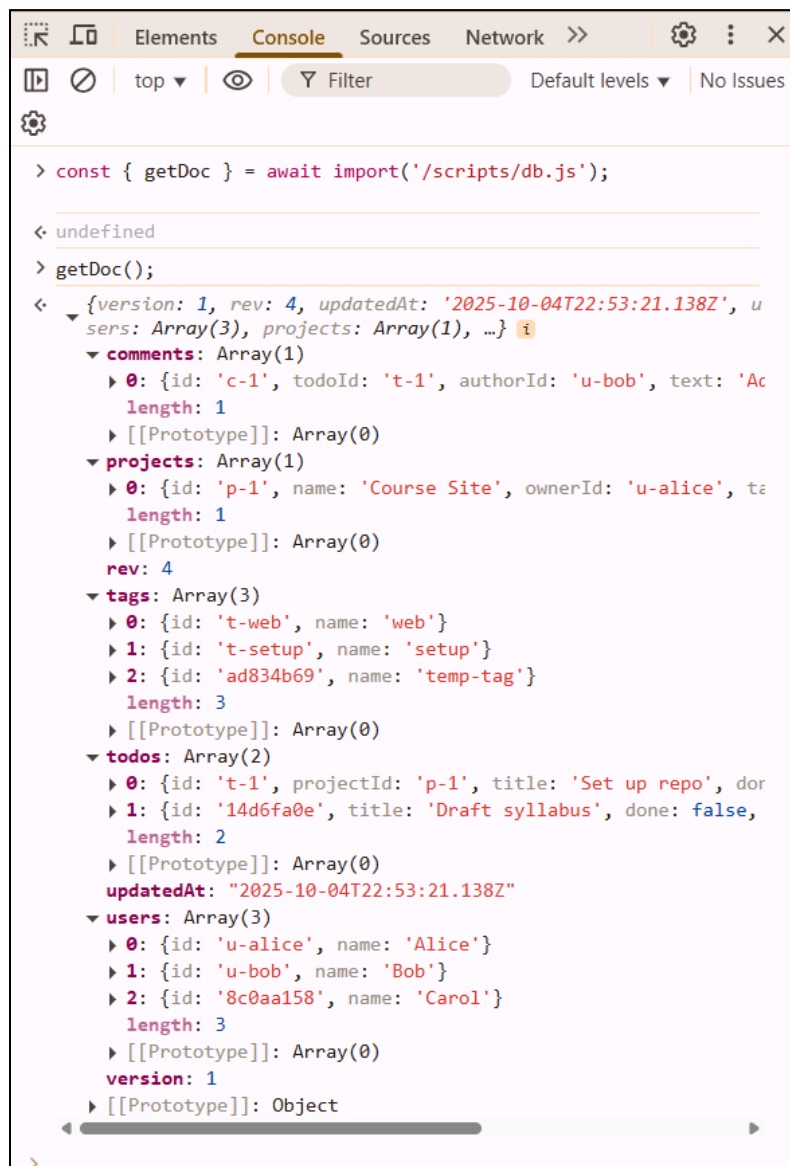 Elements Console Sources Network
top ▼ Filter Default levels ▼ No Issues
> const { getDoc } = await import('/scripts/db.js');
undefined
> getDoc();
{version: 1, rev: 4, updatedAt: '2025-10-04T22:53:21.138Z', u
sers: Array(3), projects: Array(1), …} i
▼ comments: Array(1)
▶ 0: {id: 'c-1', todoId: 't-1', authorId: 'u-bob', text: 'Ad
length: 1
▶ [[Prototype]]: Array(0)
▼ projects: Array(1)
▶ 0: {id: 'p-1', name: 'Course Site', ownerId: 'u-alice', ta
length: 1
▶ [[Prototype]]: Array(0)
rev: 4
▼ tags: Array(3)
▶ 0: {id: 't-web', name: 'web'}
▶ 1: {id: 't-setup', name: 'setup'}
▶ 2: {id: 'ad834b69', name: 'temp-tag'}
length: 3
▶ [[Prototype]]: Array(0)
▼ todos: Array(2)
▶ 0: {id: 't-1', projectId: 'p-1', title: 'Set up repo', don
▶ 1: {id: '14d6fa0e', title: 'Draft syllabus', done: false,
length: 2
▶ [[Prototype]]: Array(0)
updatedAt: "2025-10-04T22:53:21.138Z"
▼ users: Array(3)
▶ 0: {id: 'u-alice', name: 'Alice'}
▶ 1: {id: 'u-bob', name: 'Bob'}
▶ 2: {id: '8c0aa158', name: 'Carol'}
length: 3
▶ [[Prototype]]: Array(0)
version: 1
▶ [[Prototype]]: Object